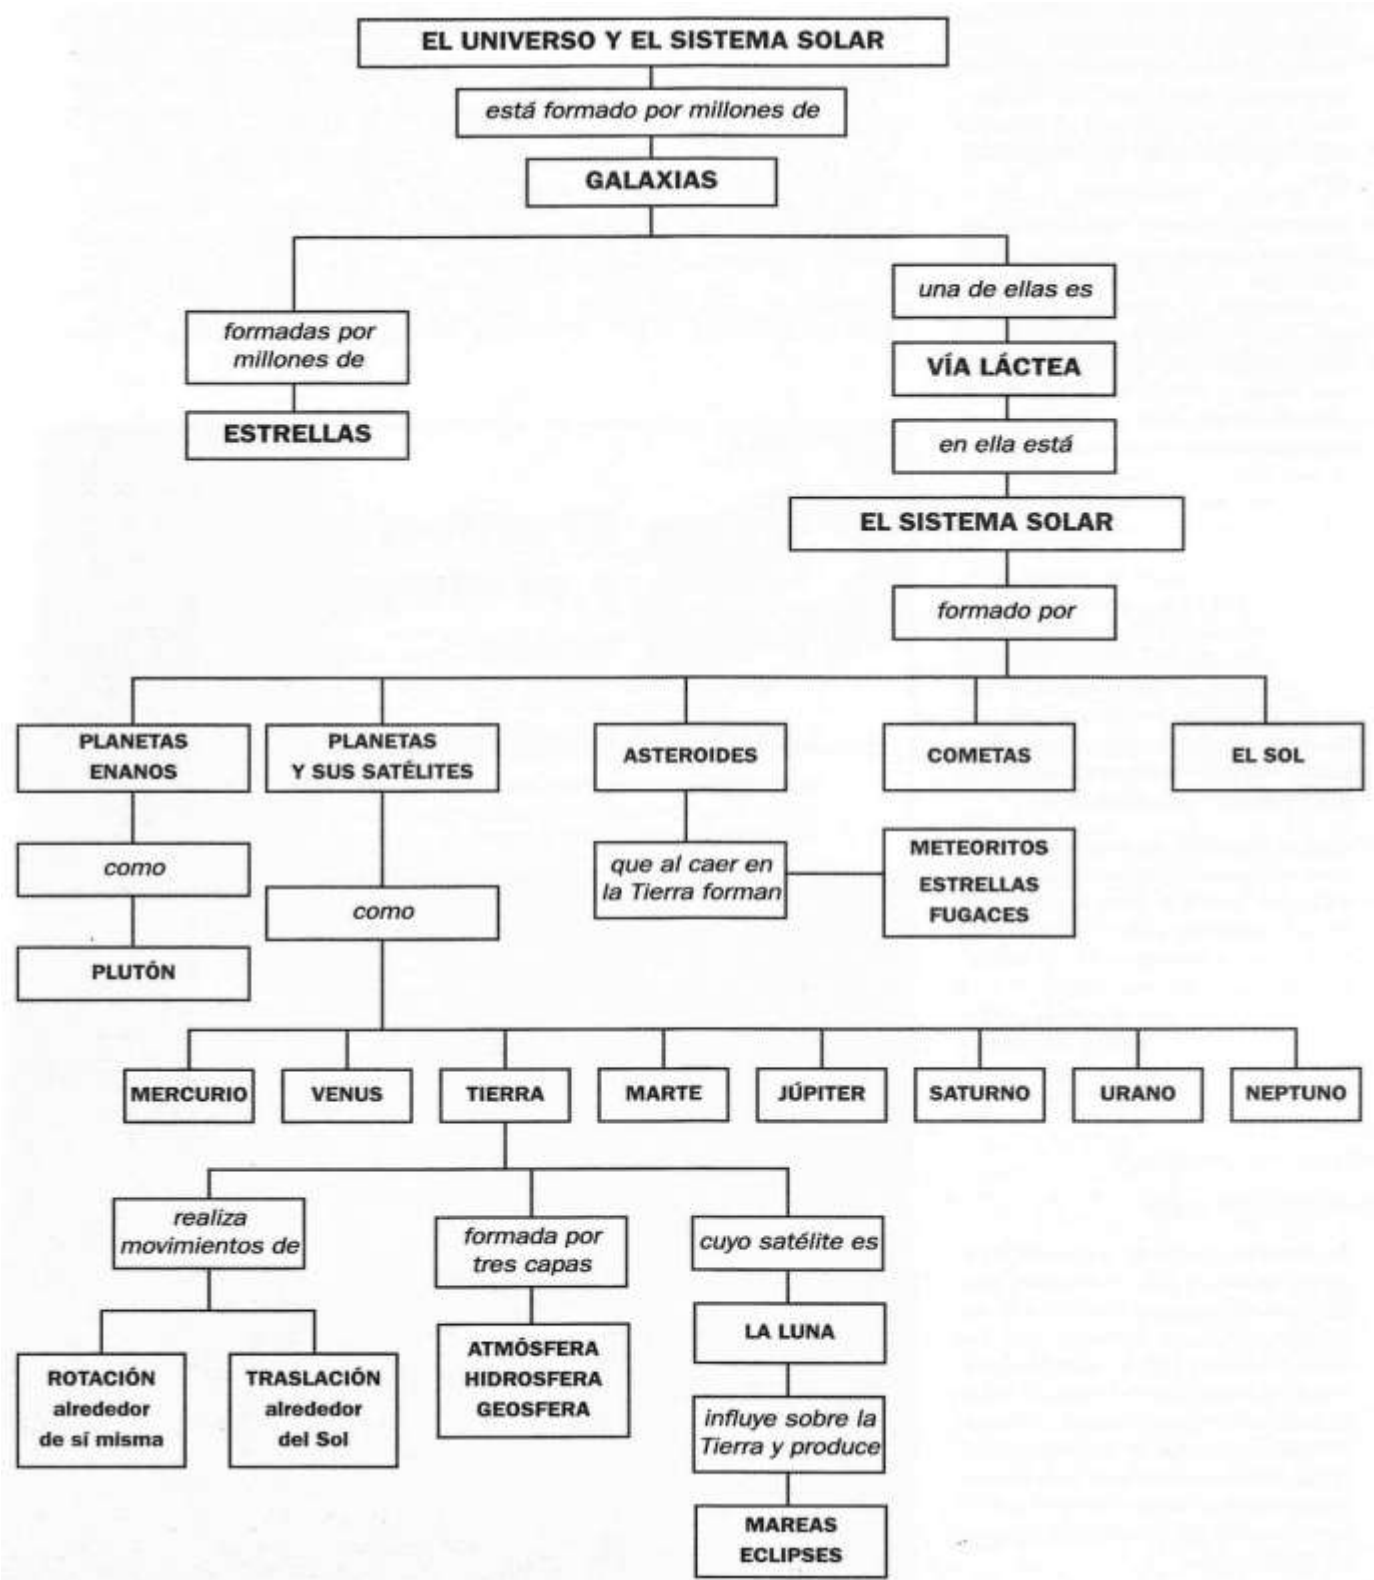 EL UNIVERSO Y EL SISTEMA SOLAR
está formado por millones de
GALAXIAS
una de ellas es
formadas por
millones de
VÍA LÁCTEA
ESTRELLAS
en ella está
EL SISTEMA SOLAR
formado por
PLANETAS
ENANOS
PLANETAS
Y SUS SATÉLITES
ASTEROIDES
COMETAS
EL SOL
como
como
que al caer en
la Tierra forman
METEORITOS
ESTRELLAS
FUGACES
PLUTÓN
MERCURIO
VENUS
TIERRA
MARTE
JÚPITER
SATURNO
URANO
NEPTUNO
realiza
movimientos de
formada por
tres capas
cuyo satélite es
ROTACIÓN
alrededor
de sí misma
TRASLACIÓN
alrededor
del Sol
ATMÓSFERA
HIDROSFERA
GEOSFERA
LA LUNA
influye sobre la
Tierra y produce
MAREAS
ECLIPSES